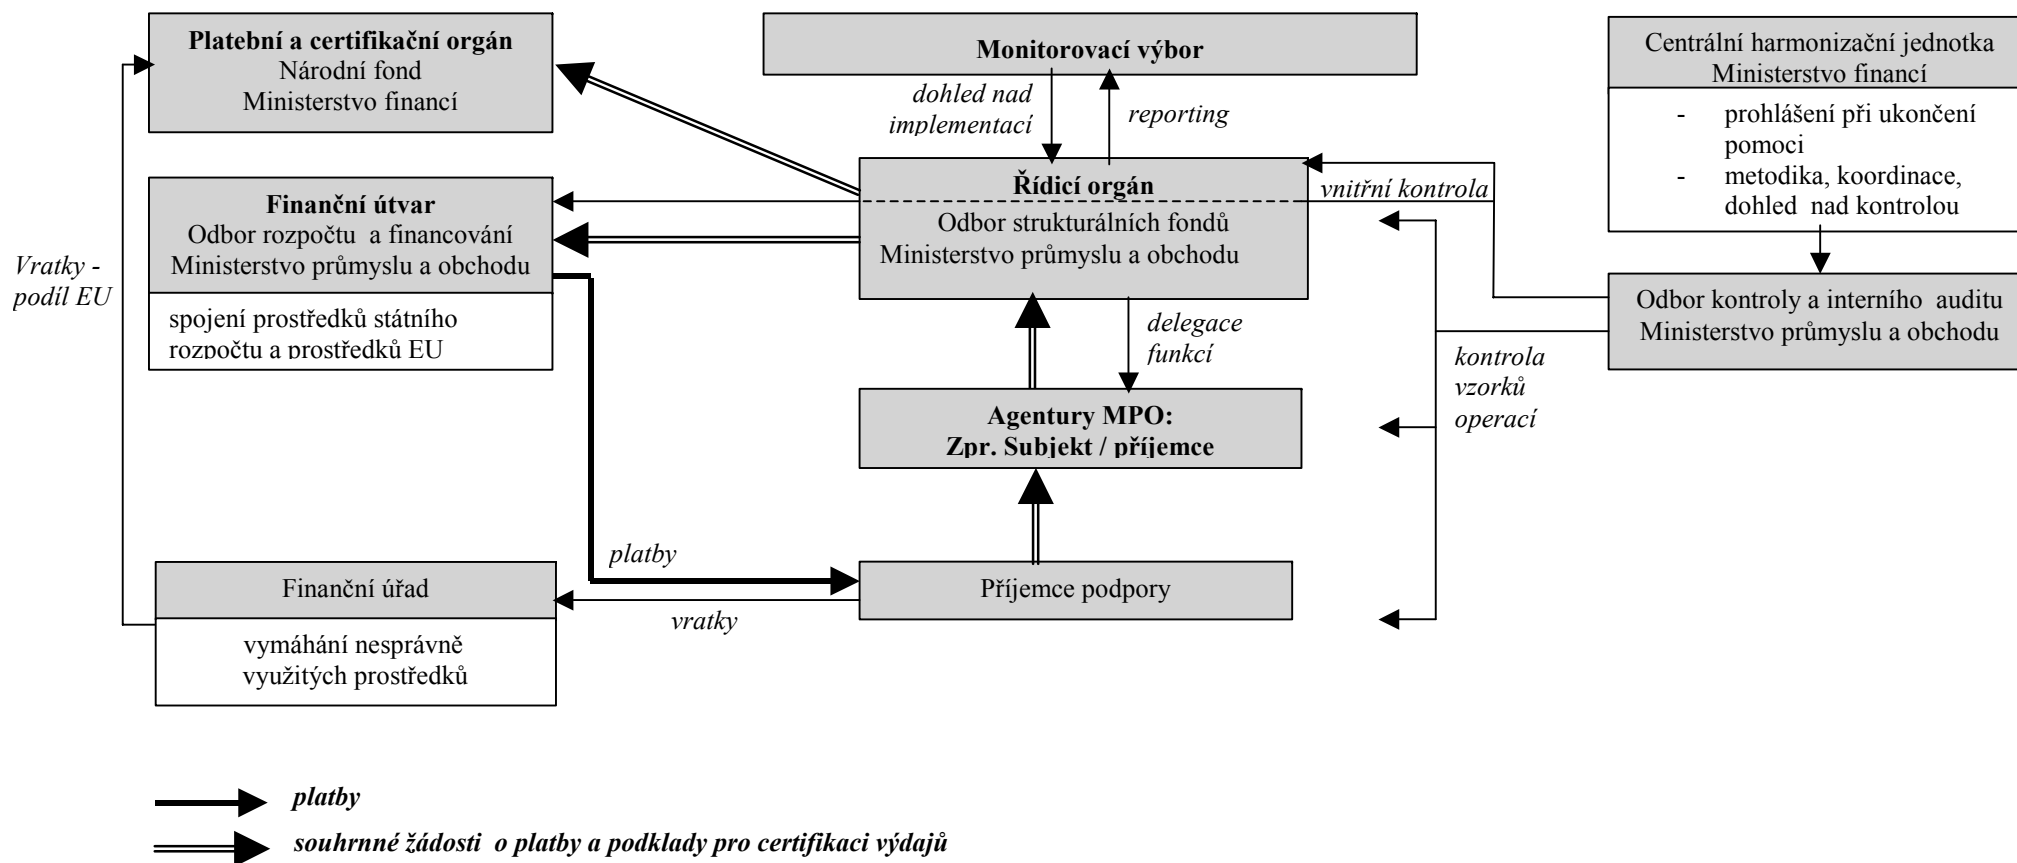 Platební a certifikační orgán
Národní fond
Ministerstvo financí
Monitorovací výbor
Centrální harmonizační jednotka
Ministerstvo financí
- prohlášení při ukončení
pomoci
- metodika, koordinace,
dohled nad kontrolou
dohled nad
implementací
reporting
Řídicí orgán
Odbor strukturálních fondů
Ministerstvo průmyslu a obchodu
vnitřní kontrola
Finanční útvar
Odbor rozpočtu a financování
Ministerstvo průmyslu a obchodu
spojení prostředků státního
rozpočtu a prostředků EU
Vratky -
podíl EU
Odbor kontroly a interního auditu
Ministerstvo průmyslu a obchodu
delegace
funkcí
kontrola
vzorků
operací
Agentury MPO:
Zpr. Subjekt / příjemce
platby
Příjemce podpory
vratky
Finanční úřad
vymáhání nesprávně
využitých prostředků
platby
souhrnné žádosti o platby a podklady pro certifikaci výdajů